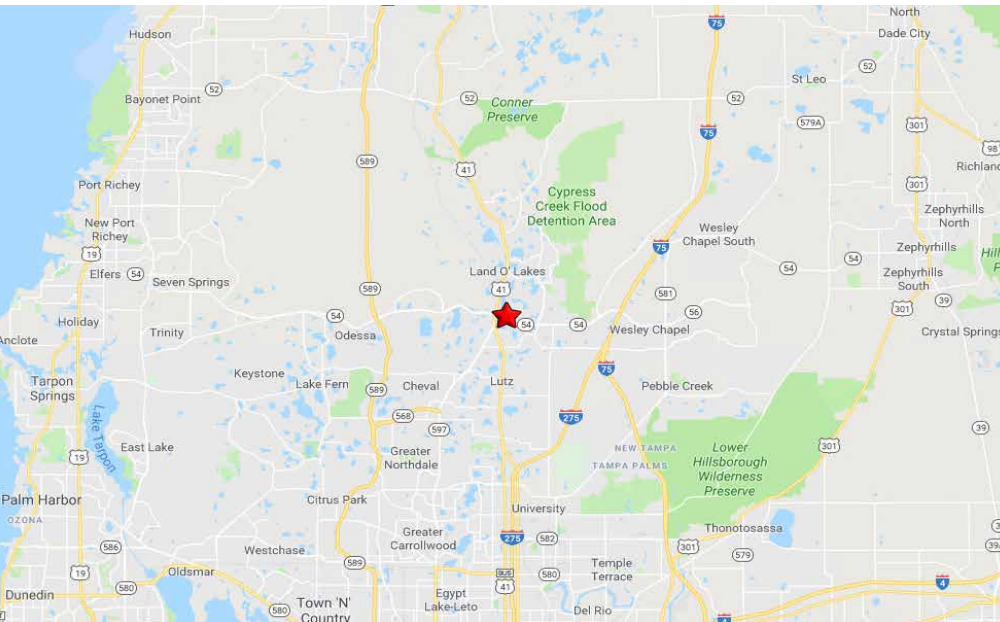 North
Dade City
Hudson
75
52
St Leo
52
Bayonet Point
52
52
Conner
Preserve
579A
301
75
98
589
41
Richland
Port Richey
301
Cypress
Creek Flood
Detention Area
New Port
Richey
Wesley
Chapel South
Zephyrhills
North
19
75
Zephyrhills
Elfers
54
Seven Springs
Land O' Lakes
54
54
Zephyrhills
South
589
41
581
39
Holiday
54
54
54
56
301
Trinity
Odessa
Wesley Chapel
Crystal Springs
Anclote
75
Keystone
Lake Fern
Cheval
Lutz
Pebble Creek
Tarpon
Springs
589
568
275
597
39
Lake Tarpon
East Lake
19
Greater
Northdale
NEW TAMPA
TAMPA PALMS
Lower
Hillsborough
Wilderness
Preserve
301
Palm Harbor
OZONA
Citrus Park
University
Thonotosassa
586
Westchase
Greater
Carrollwood
275
582
301
579
589
19
580
Oldsmar
BUS
41
580
Temple
Terrace
4
Dunedin
580
Town 'N'
Country
Egypt
Lake-Leto
Del Rio